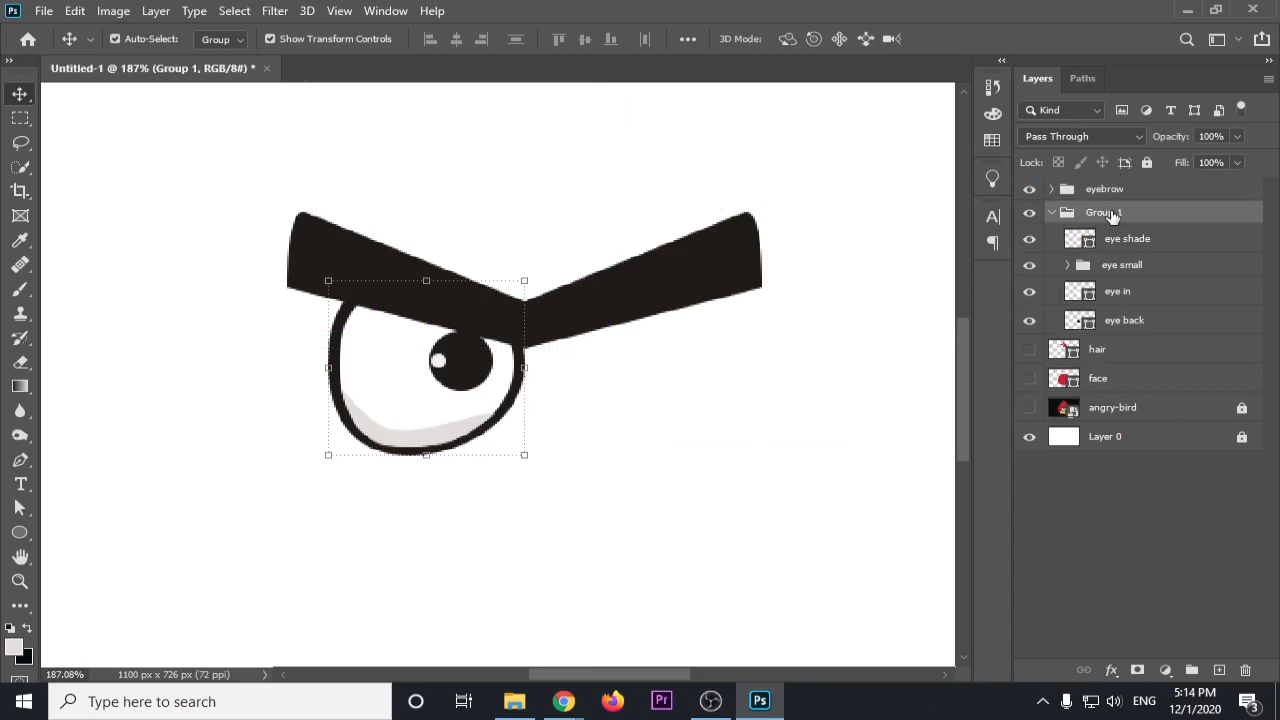 Ps File Edit Image Layer Type Select Filter 3D View Window Help
Auto-Select: Group Show Transform Controls 3D Mode:
Untitled-1 @ 187% (Group 1, RGB/8#) *
Layers Paths
Kind
Pass Through Opacity: 100%
Lock: Fill: 100%
eyebrow
Group 1
eye shade
eye small
eye in
eye back
hair
face
angry-bird
Layer 0
187.08% 1100 px x 726 px (72 ppi)
Type here to search
Pr
Ps
ENG
5:14 PM
12/1/2020
3